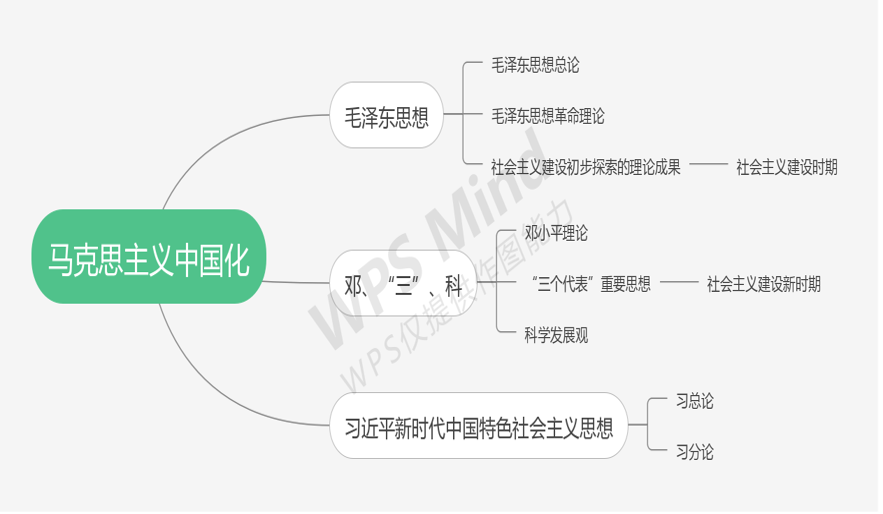 马克思主义中国化
毛泽东思想
毛泽东思想总论
毛泽东思想革命理论
社会主义建设初步探索的理论成果
社会主义建设时期
邓、“三”、科
邓小平理论
“三个代表”重要思想
社会主义建设新时期
科学发展观
习近平新时代中国特色社会主义思想
习总论
习分论
WPS Mind
WPS仅提供作图能力